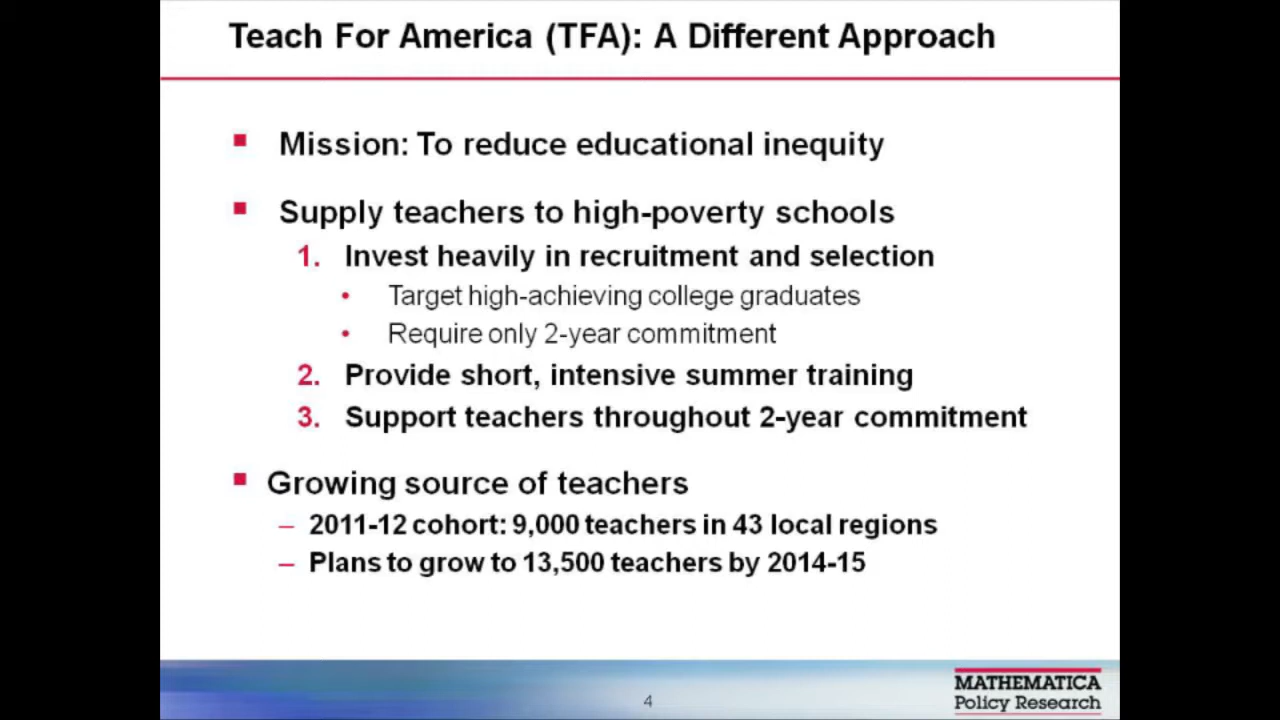 Teach For America (TFA): A Different Approach
Mission: To reduce educational inequity
Supply teachers to high-poverty schools
1. Invest heavily in recruitment and selection
• Target high-achieving college graduates
• Require only 2-year commitment
2. Provide short, intensive summer training
3. Support teachers throughout 2-year commitment
Growing source of teachers
– 2011-12 cohort: 9,000 teachers in 43 local regions
– Plans to grow to 13,500 teachers by 2014-15
4
MATHEMATICA
Policy Research